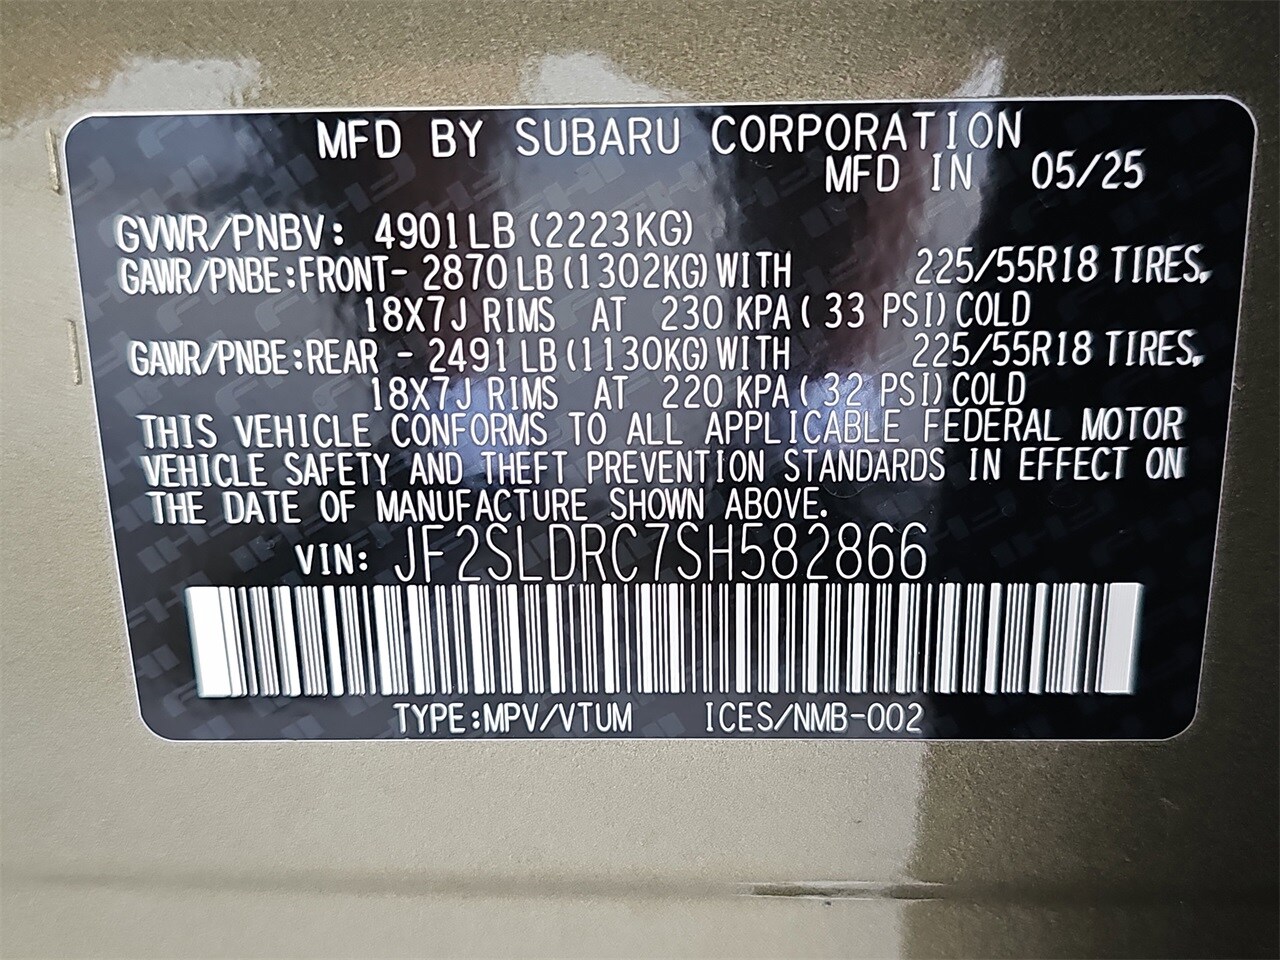 MFD BY SUBARU CORPORATION
MFD IN 05/25
GVWR/PNBV: 4901LB (2223KG)
GAWR/PNBE:FRONT- 2870LB(1302KG)WITH 225/55R18 TIRES,
18X7J RIMS AT 230 KPA( 33 PSI)COLD
GAWR/PNBE:REAR - 2491LB(1130KG)WITH 225/55R18 TIRES,
18X7J RIMS AT 220 KPA( 32 PSI)COLD
THIS VEHICLE CONFORMS TO ALL APPLICABLE FEDERAL MOTOR
VEHICLE SAFETY AND THEFT PREVENTION STANDARDS IN EFFECT ON
THE DATE OF MANUFACTURE SHOWN ABOVE.
VIN: JF2SLDRC7SH582866
TYPE:MPV/VTUM ICES/NMB-002